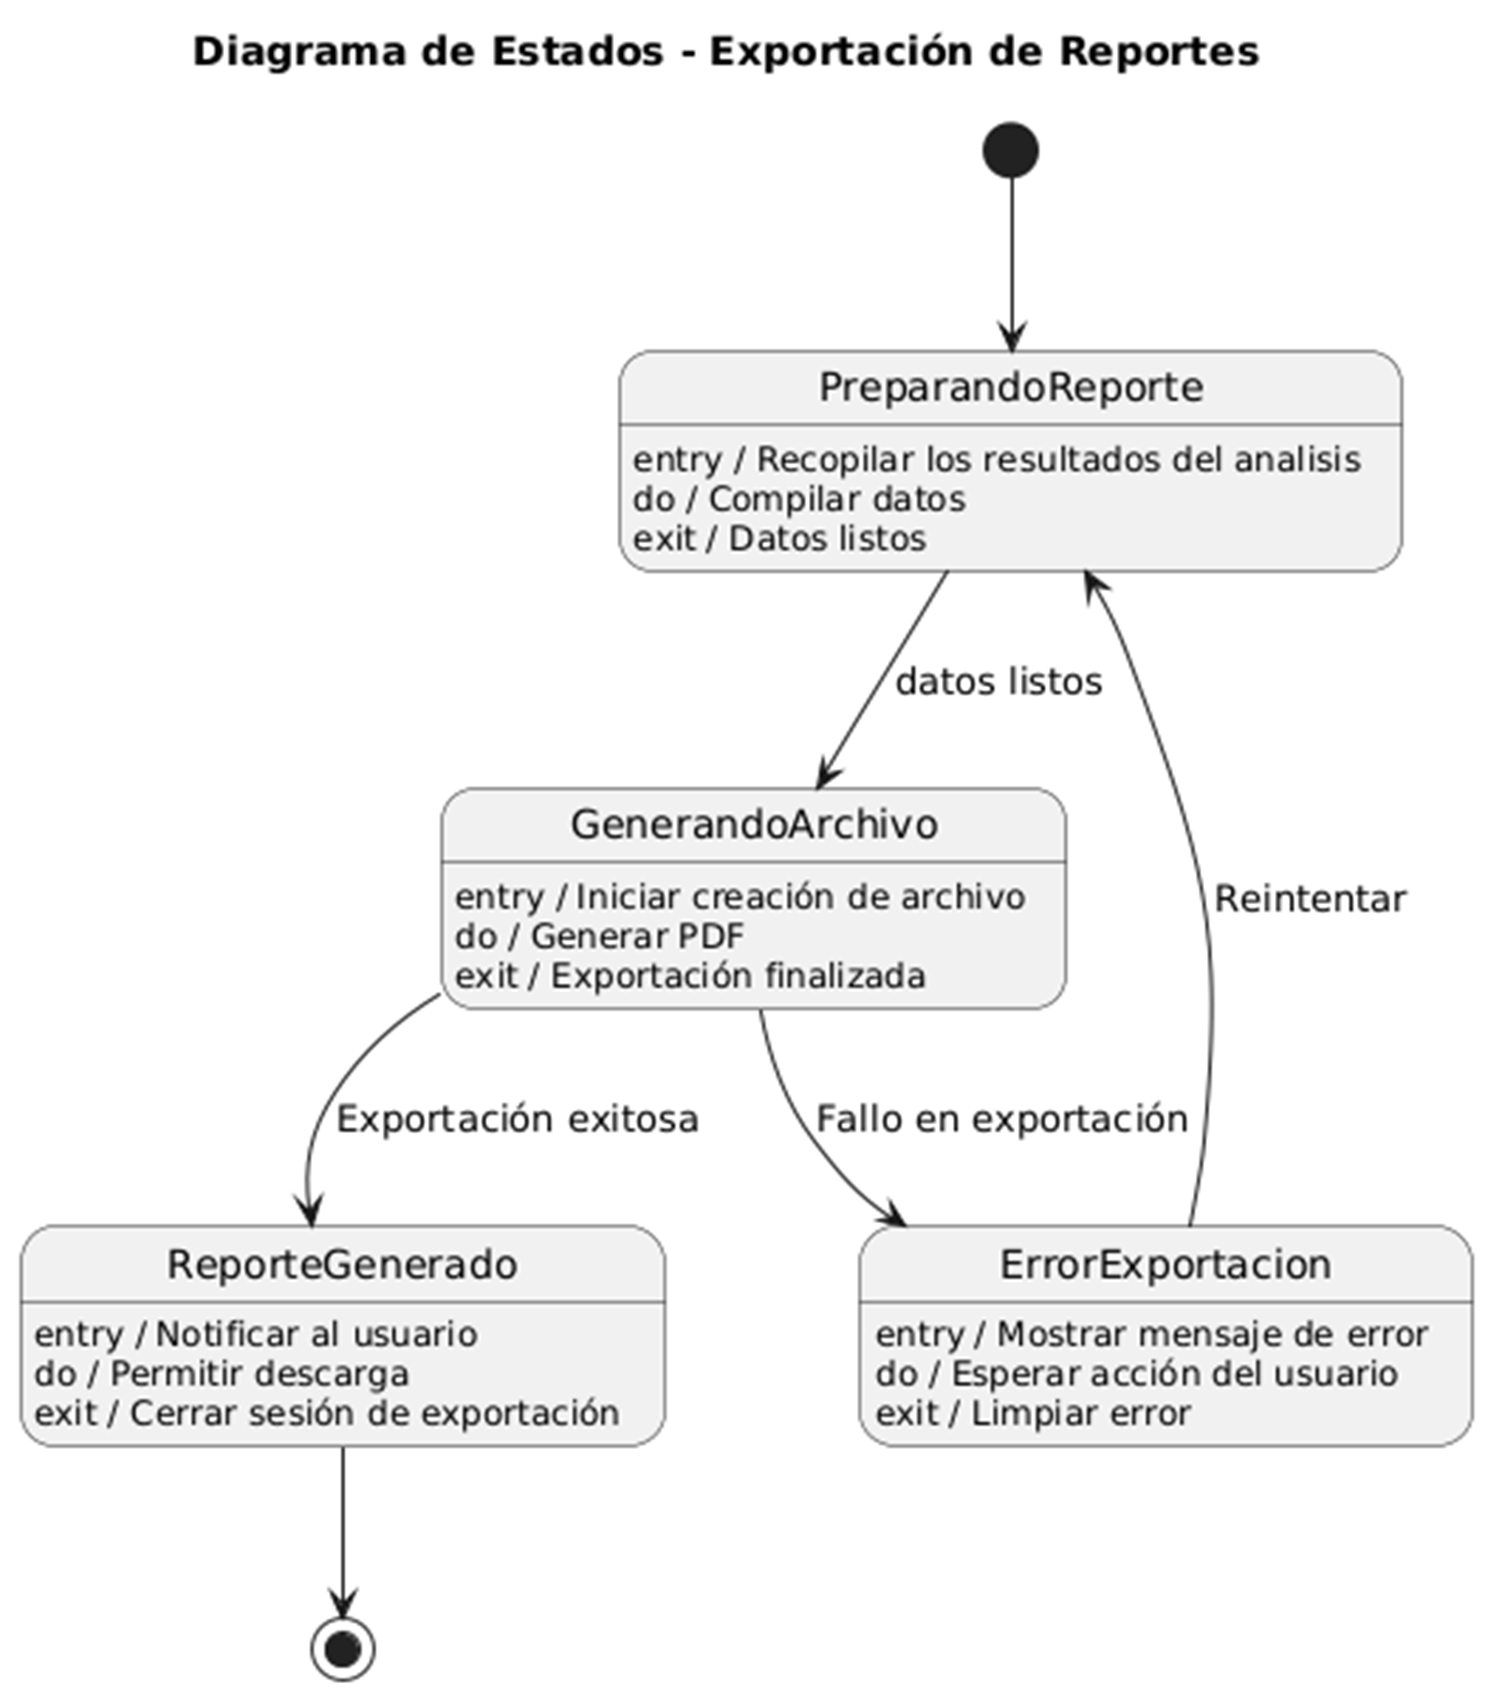 Diagrama de Estados - Exportación de Reportes
PreparandoReporte
entry / Recopilar los resultados del analisis
do / Compilar datos
exit / Datos listos
datos listos
GenerandoArchivo
entry / Iniciar creación de archivo
do / Generar PDF
exit / Exportación finalizada
Reintentar
Exportación exitosa
Fallo en exportación
ReporteGenerado
entry / Notificar al usuario
do / Permitir descarga
exit / Cerrar sesión de exportación
ErrorExportacion
entry / Mostrar mensaje de error
do / Esperar acción del usuario
exit / Limpiar error